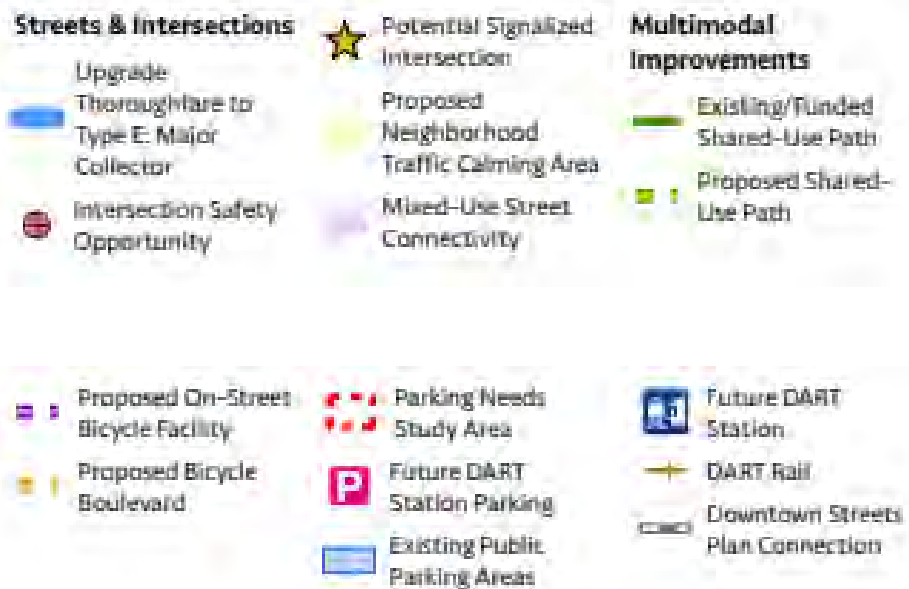 Streets & Intersections
Upgrade
Thoroughfare to
Type E: Major
Collector
Intersection Safety
Opportunity
Potential Signalized
Intersection
Proposed
Neighborhood
Traffic Calming Area
Mixed-Use Street
Connectivity
Multimodal
Improvements
Existing/Funded
Shared-Use Path
Proposed Shared-
Use Path
Proposed On-Street
Bicycle Facility
Proposed Bicycle
Boulevard
Parking Needs
Study Area
P
Future DART
Station Parking
Existing Public
Parking Areas
Future DART
Station
DART Rail
Downtown Streets
Plan Connection